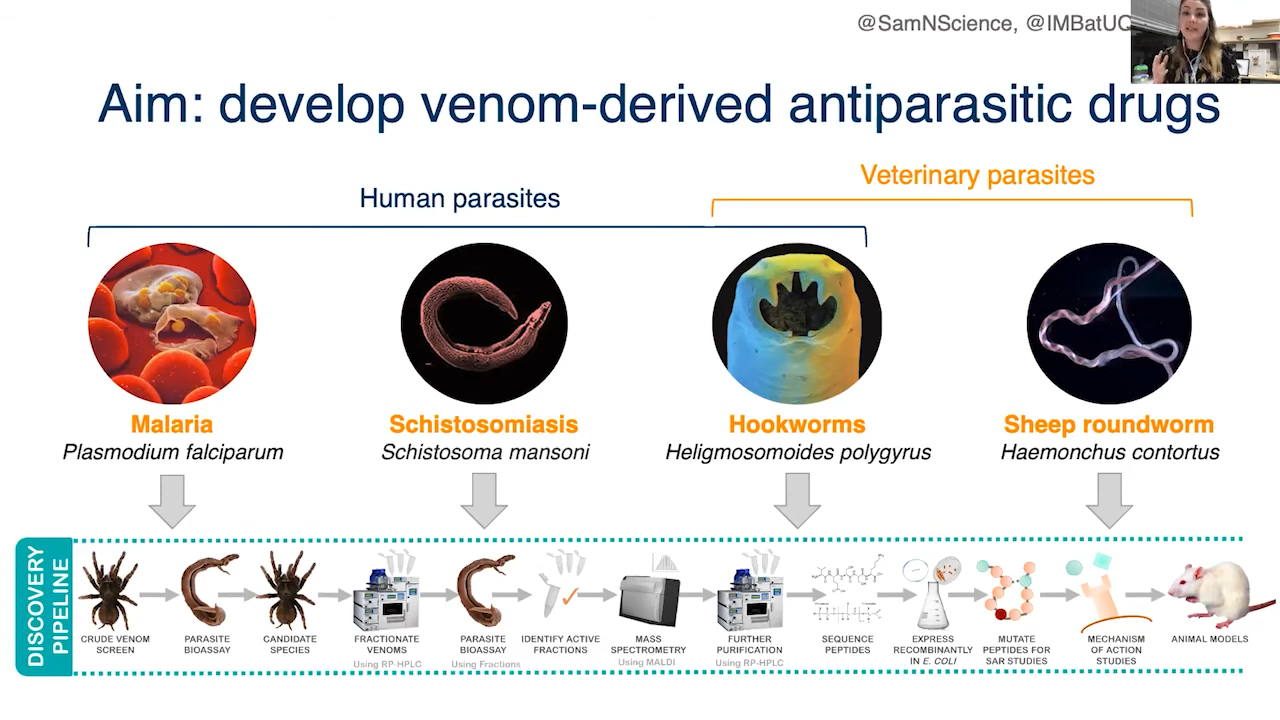 @SamNScience, @IMBatUQ
Aim: develop venom-derived antiparasitic drugs
Human parasites
Veterinary parasites
Malaria
Plasmodium falciparum
Schistosomiasis
Schistosoma mansoni
Hookworms
Heligmosomoides polygyrus
Sheep roundworm
Haemonchus contortus
DISCOVERY
PIPELINE
CRUDE VENOM
SCREEN
PARASITE
BIOASSAY
CANDIDATE
SPECIES
FRACTIONATE
VENOMS
Using RP-HPLC
PARASITE
BIOASSAY
Using Fractions
IDENTIFY ACTIVE
FRACTIONS
MASS
SPECTROMETRY
Using MALDI
FURTHER
PURIFICATION
Using RP-HPLC
SEQUENCE
PEPTIDES
EXPRESS
RECOMBINANTLY
IN E. COLI
MUTATE
PEPTIDES FOR
SAR STUDIES
MECHANISM
OF ACTION
STUDIES
ANIMAL MODELS